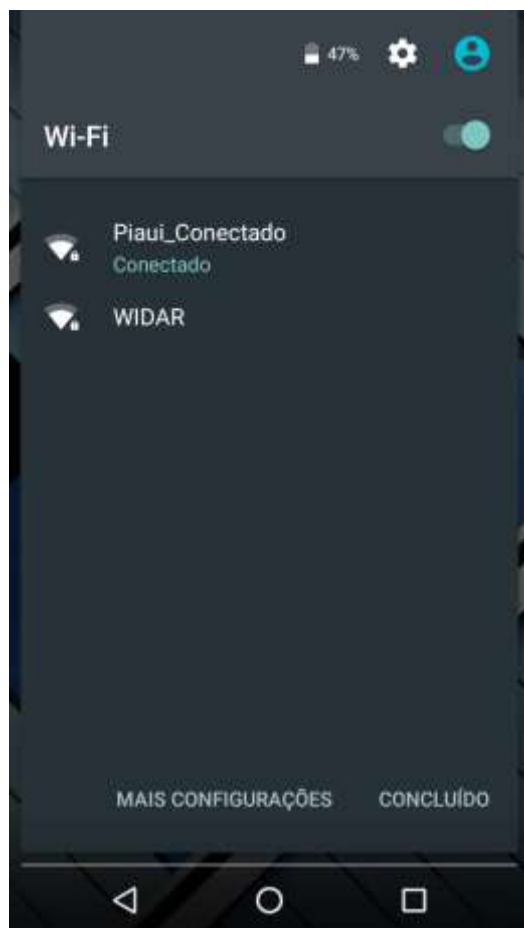 47%
Wi-Fi
Piaui_Conectado
Conectado
WIDAR
MAIS CONFIGURAÇÕES CONCLUÍDO